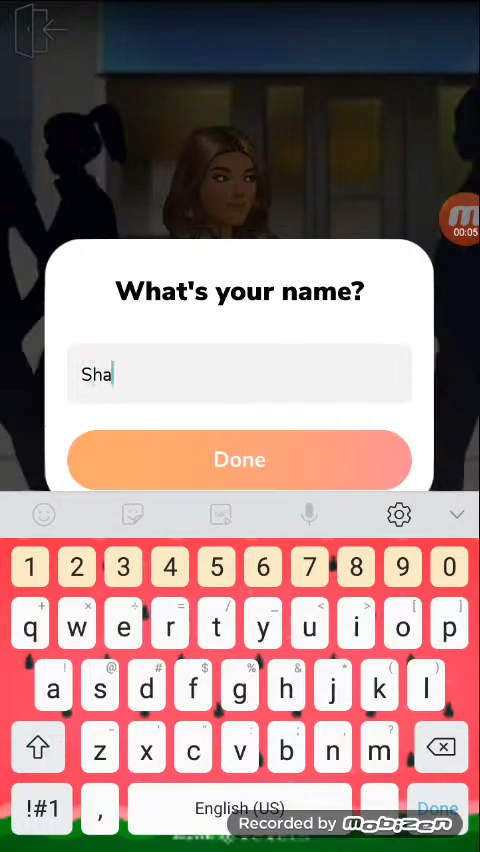 00:05
What's your name?
Sha
Done
1 2 3 4 5 6 7 8 9 0
+ × ÷ = / _ < > [ ]
q w e r t y u i o p
! @ # $ % & * ( )
a s d f g h j k l
- ' " : ; , ?
z x c v b n m
!#1 , English (US) Done
Recorded by mobizen